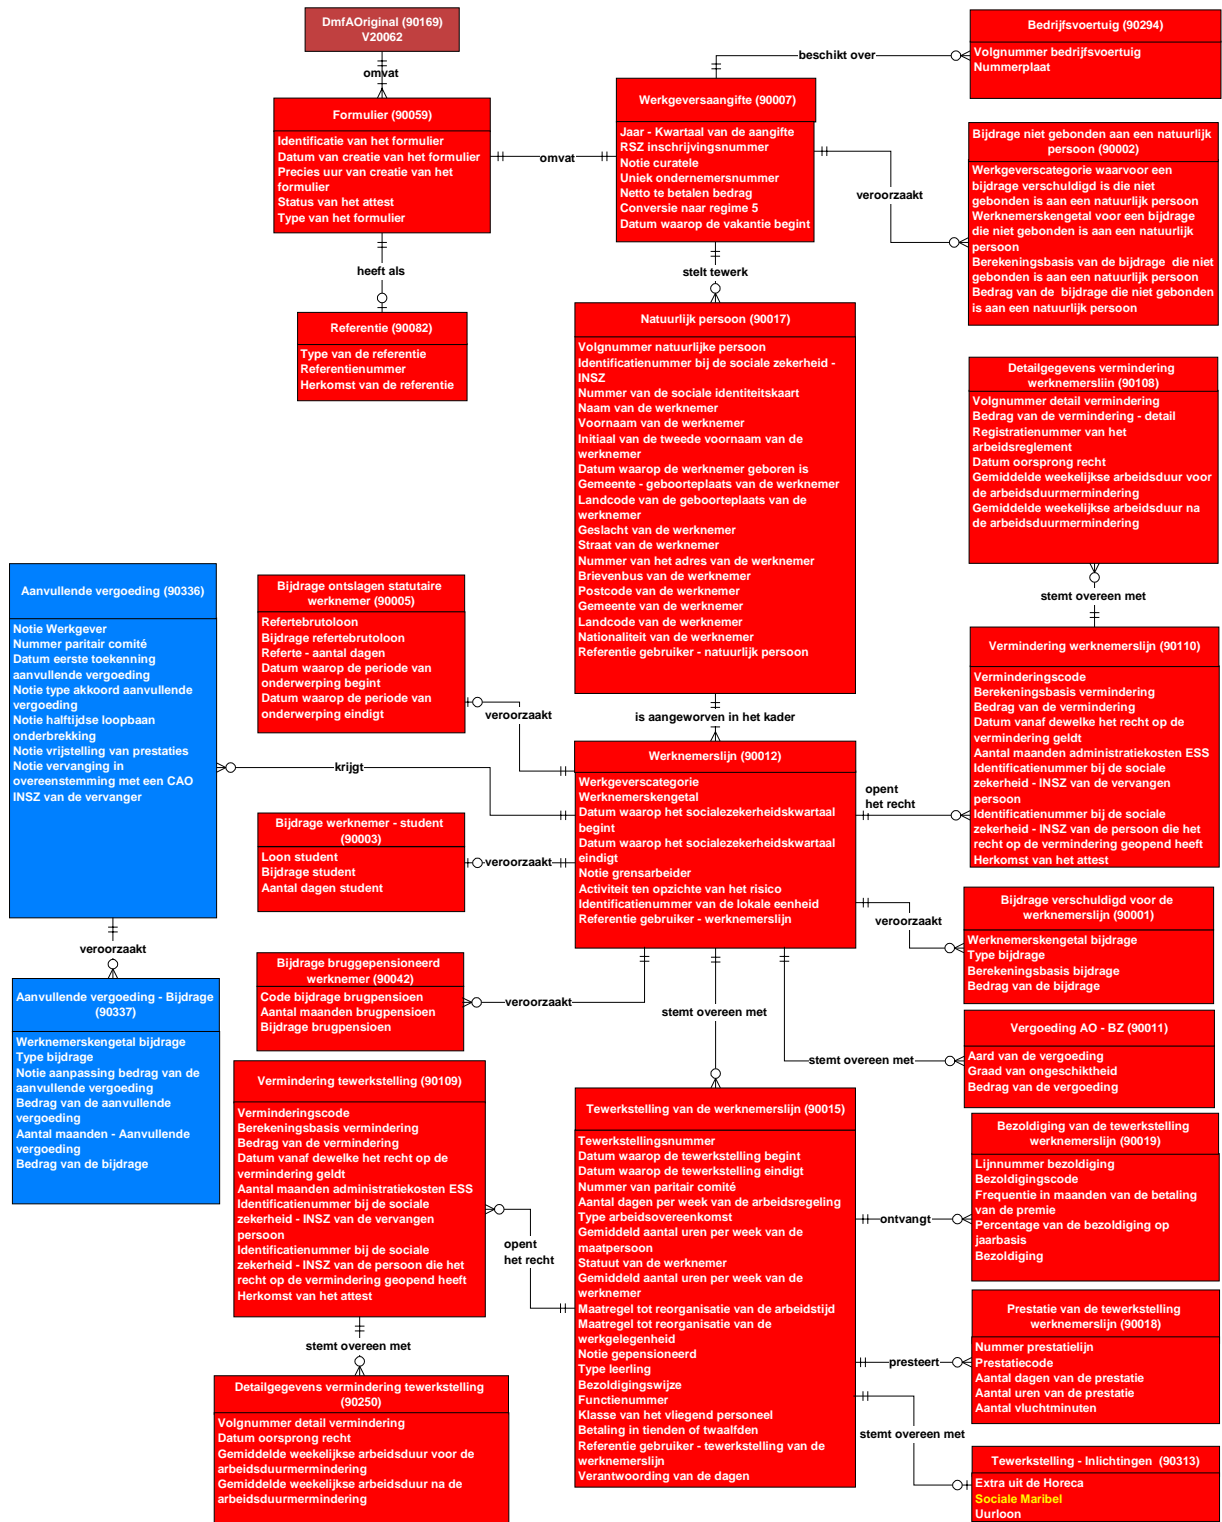 DmfAOriginal (90169)
V20062
omvat
Formulier (90059)
Identificatie van het formulier
Datum van creatie van het formulier
Precies uur van creatie van het
formulier
Status van het attest
Type van het formulier
omvat
heeft als
Referentie (90082)
Type van de referentie
Referentienummer
Herkomst van de referentie
Werkgeversaangifte (90007)
Jaar - Kwartaal van de aangifte
RSZ inschrijvingsnummer
Notie curatele
Uniek ondernemersnummer
Netto te betalen bedrag
Conversie naar regime 5
Datum waarop de vakantie begint
beschikt over
Bedrijfsvoertuig (90294)
Volgnummer bedrijfsvoertuig
Nummerplaat
veroorzaakt
Bijdrage niet gebonden aan een natuurlijk
persoon (90002)
Werkgeverscategorie waarvoor een
bijdrage verschuldigd is die niet
gebonden is aan een natuurlijk persoon
Werknemerskengetal voor een bijdrage
die niet gebonden is aan een natuurlijk
persoon
Berekeningsbasis van de bijdrage  die niet
gebonden is aan een natuurlijk persoon
Bedrag van de  bijdrage die niet gebonden
is aan een natuurlijk persoon
stelt tewerk
Natuurlijk persoon (90017)
Volgnummer natuurlijke persoon
Identificatienummer bij de sociale zekerheid -
INSZ
Nummer van de sociale identiteitskaart
Naam van de werknemer
Voornaam van de werknemer
Initiaal van de tweede voornaam van de
werknemer
Datum waarop de werknemer geboren is
Gemeente - geboorteplaats van de werknemer
Landcode van de geboorteplaats van de
werknemer
Geslacht van de werknemer
Straat van de werknemer
Nummer van het adres van de werknemer
Brievenbus van de werknemer
Postcode van de werknemer
Gemeente van de werknemer
Landcode van de werknemer
Nationaliteit van de werknemer
Referentie gebruiker - natuurlijk persoon
Detailgegevens vermindering
werknemersliin (90108)
Volgnummer detail vermindering
Bedrag van de vermindering - detail
Registratienummer van het
arbeidsreglement
Datum oorsprong recht
Gemiddelde weekelijkse arbeidsduur voor
de arbeidsduurmermindering
Gemiddelde weekelijkse arbeidsduur na
de arbeidsduurmermindering
stemt overeen met
Vermindering werknemerslijn (90110)
Verminderingscode
Berekeningsbasis vermindering
Bedrag van de vermindering
Datum vanaf dewelke het recht op de
vermindering geldt
Aantal maanden administratiekosten ESS
Identificatienummer bij de sociale
zekerheid - INSZ van de vervangen
persoon
Identificatienummer bij de sociale
zekerheid - INSZ van de persoon die het
recht op de vermindering geopend heeft
Herkomst van het attest
Aanvullende vergoeding (90336)
Notie Werkgever
Nummer paritair comité
Datum eerste toekenning
aanvullende vergoeding
Notie type akkoord aanvullende
vergoeding
Notie halftijdse loopbaan
onderbrekking
Notie vrijstelling van prestaties
Notie vervanging in
overeenstemming met een CAO
INSZ van de vervanger
Bijdrage ontslagen statutaire
werknemer (90005)
Refertebrutoloon
Bijdrage refertebrutoloon
Referte - aantal dagen
Datum waarop de periode van
onderwerping begint
Datum waarop de periode van
onderwerping eindigt
veroorzaakt
krijgt
is aangeworven in het kader
Werknemerslijn (90012)
Werkgeverscategorie
Werknemerskengetal
Datum waarop het socialezekerheidskwartaal
begint
Datum waarop het socialezekerheidskwartaal
eindigt
Notie grensarbeider
Activiteit ten opzichte van het risico
Identificatienummer van de lokale eenheid
Referentie gebruiker - werknemerslijn
opent
het recht
Bijdrage werknemer - student
(90003)
Loon student
Bijdrage student
Aantal dagen student
veroorzaakt
veroorzaakt
Bijdrage verschuldigd voor de
werknemerslijn (90001)
Werknemerskengetal bijdrage
Type bijdrage
Berekeningsbasis bijdrage
Bedrag van de bijdrage
veroorzaakt
Aanvullende vergoeding - Bijdrage
(90337)
Werknemerskengetal bijdrage
Type bijdrage
Notie aanpassing bedrag van de
aanvullende vergoeding
Bedrag van de aanvullende
vergoeding
Aantal maanden - Aanvullende
vergoeding
Bedrag van de bijdrage
Bijdrage bruggepensioneerd
werknemer (90042)
Code bijdrage brugpensioen
Aantal maanden brugpensioen
Bijdrage brugpensioen
veroorzaakt
stemt overeen met
stemt overeen met
Vergoeding AO - BZ (90011)
Aard van de vergoeding
Graad van ongeschiktheid
Bedrag van de vergoeding
Vermindering tewerkstelling (90109)
Verminderingscode
Berekeningsbasis vermindering
Bedrag van de vermindering
Datum vanaf dewelke het recht op de
vermindering geldt
Aantal maanden administratiekosten ESS
Identificatienummer bij de sociale
zekerheid - INSZ van de vervangen
persoon
Identificatienummer bij de sociale
zekerheid - INSZ van de persoon die het
recht op de vermindering geopend heeft
Herkomst van het attest
opent
het recht
Tewerkstelling van de werknemerslijn (90015)
Tewerkstellingsnummer
Datum waarop de tewerkstelling begint
Datum waarop de tewerkstelling eindigt
Nummer van paritair comité
Aantal dagen per week van de arbeidsregeling
Type arbeidsovereenkomst
Gemiddeld aantal uren per week van de
maatpersoon
Statuut van de werknemer
Gemiddeld aantal uren per week van de
werknemer
Maatregel tot reorganisatie van de arbeidstijd
Maatregel tot reorganisatie van de
werkgelegenheid
Notie gepensioneerd
Type leerling
Bezoldigingswijze
Functienummer
Klasse van het vliegend personeel
Betaling in tienden of twaalfden
Referentie gebruiker - tewerkstelling van de
werknemerslijn
Verantwoording van de dagen
ontvangt
Bezoldiging van de tewerkstelling
werknemerslijn (90019)
Lijnnummer bezoldiging
Bezoldigingscode
Frequentie in maanden van de betaling
van de premie
Percentage van de bezoldiging op
jaarbasis
Bezoldiging
presteert
Prestatie van de tewerkstelling
werknemerslijn (90018)
Nummer prestatielijn
Prestatiecode
Aantal dagen van de prestatie
Aantal uren van de prestatie
Aantal vluchtminuten
stemt overeen met
Detailgegevens vermindering tewerkstelling
(90250)
Volgnummer detail vermindering
Datum oorsprong recht
Gemiddelde weekelijkse arbeidsduur voor de
arbeidsduurmermindering
Gemiddelde weekelijkse arbeidsduur na de
arbeidsduurmermindering
stemt overeen met
Tewerkstelling - Inlichtingen  (90313)
Extra uit de Horeca
Sociale Maribel
Uurloon